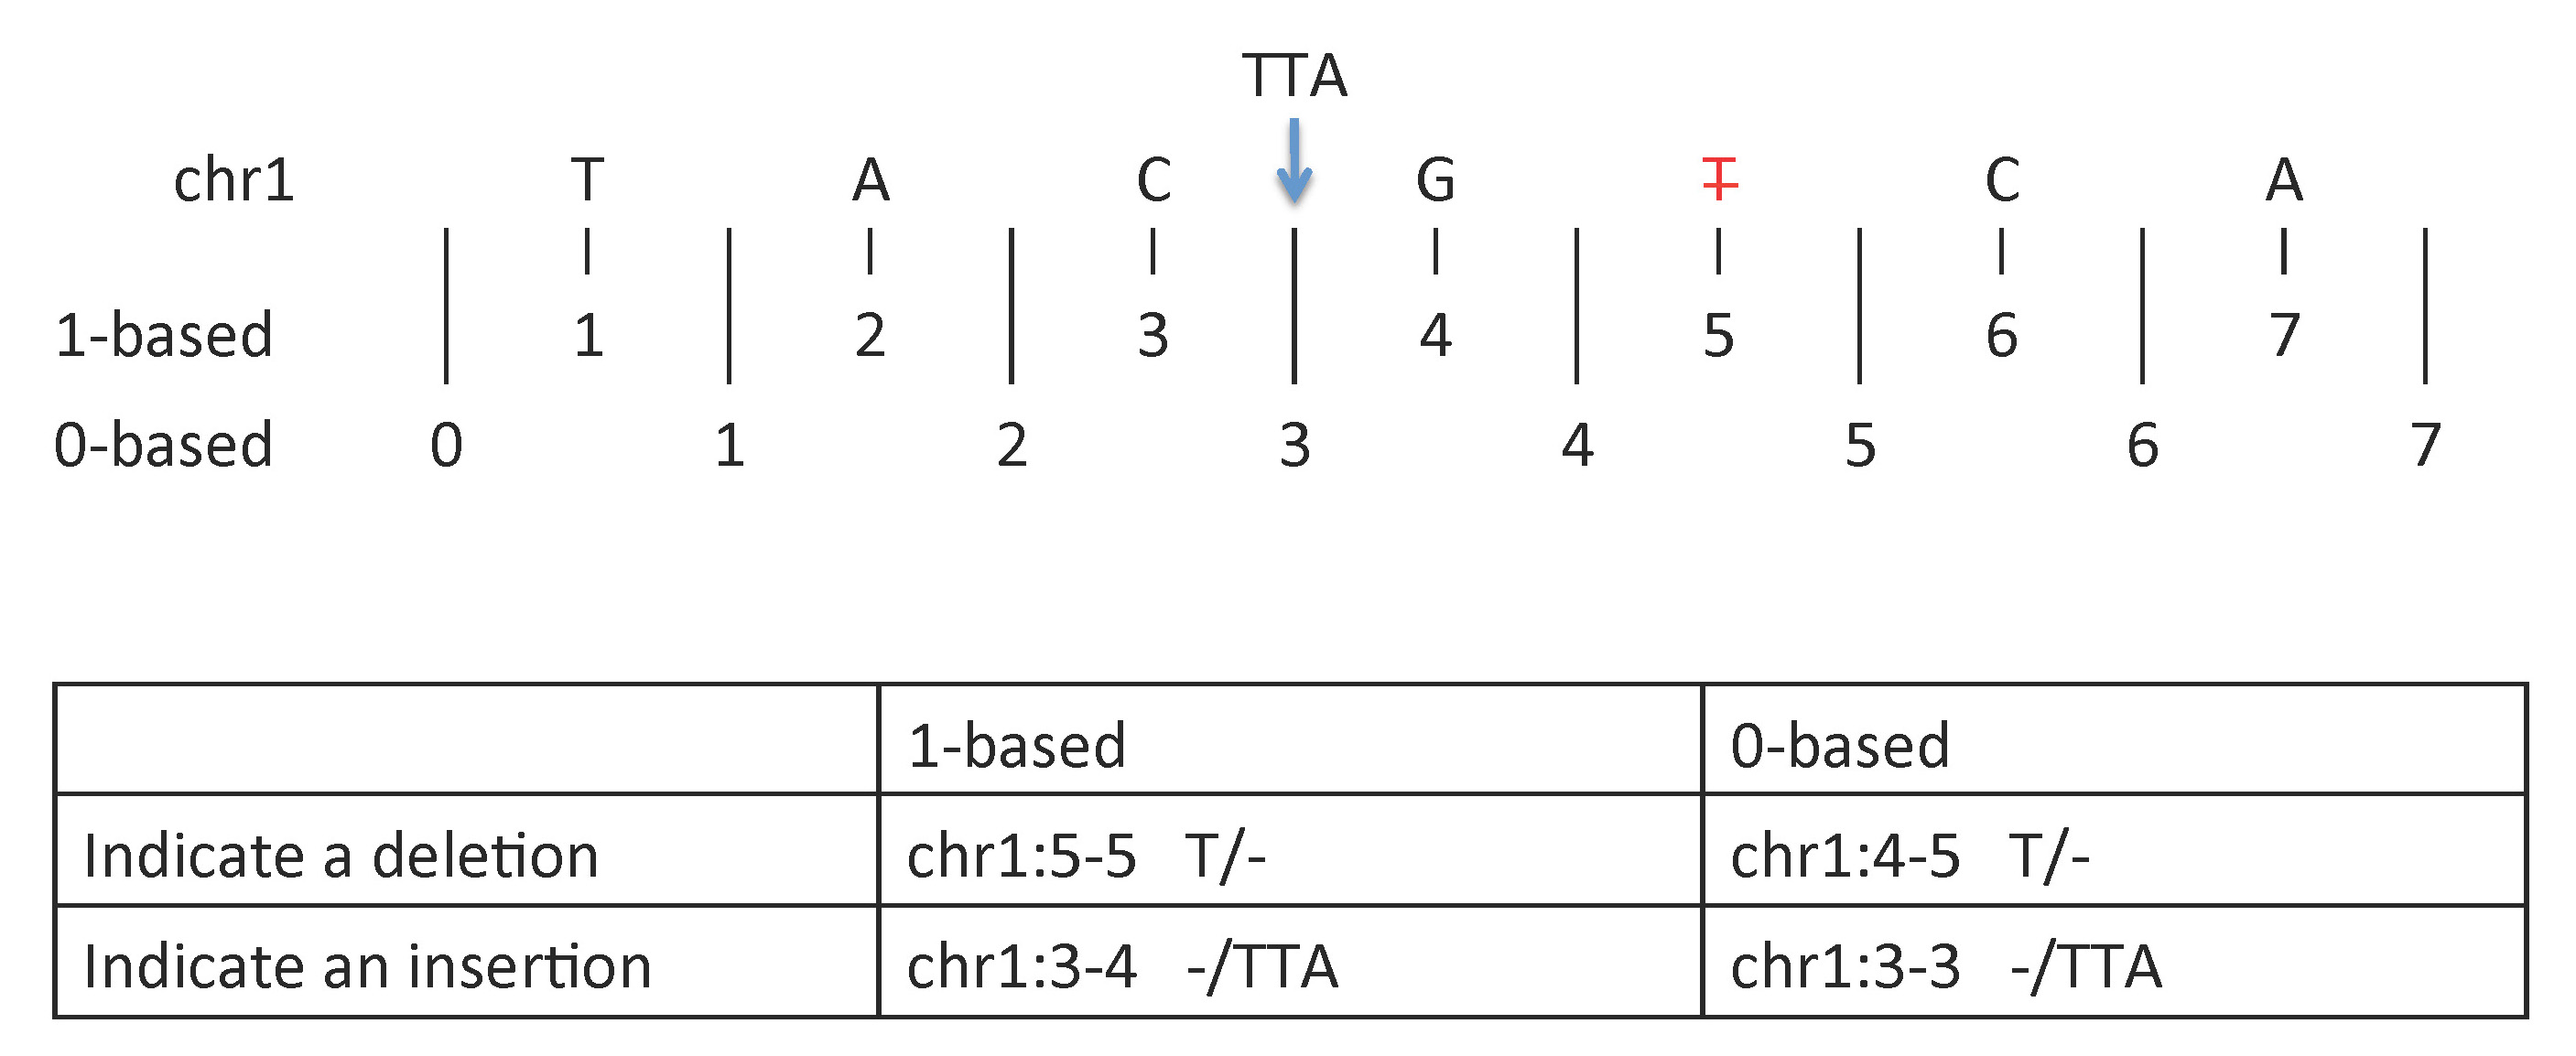 TTA
chr1 T A C G T C A
1-based 1 2 3 4 5 6 7
0-based 0 1 2 3 4 5 6 7
1-based 0-based
Indicate a deletion chr1:5-5 T/- chr1:4-5 T/-
Indicate an insertion chr1:3-4 -/TTA chr1:3-3 -/TTA